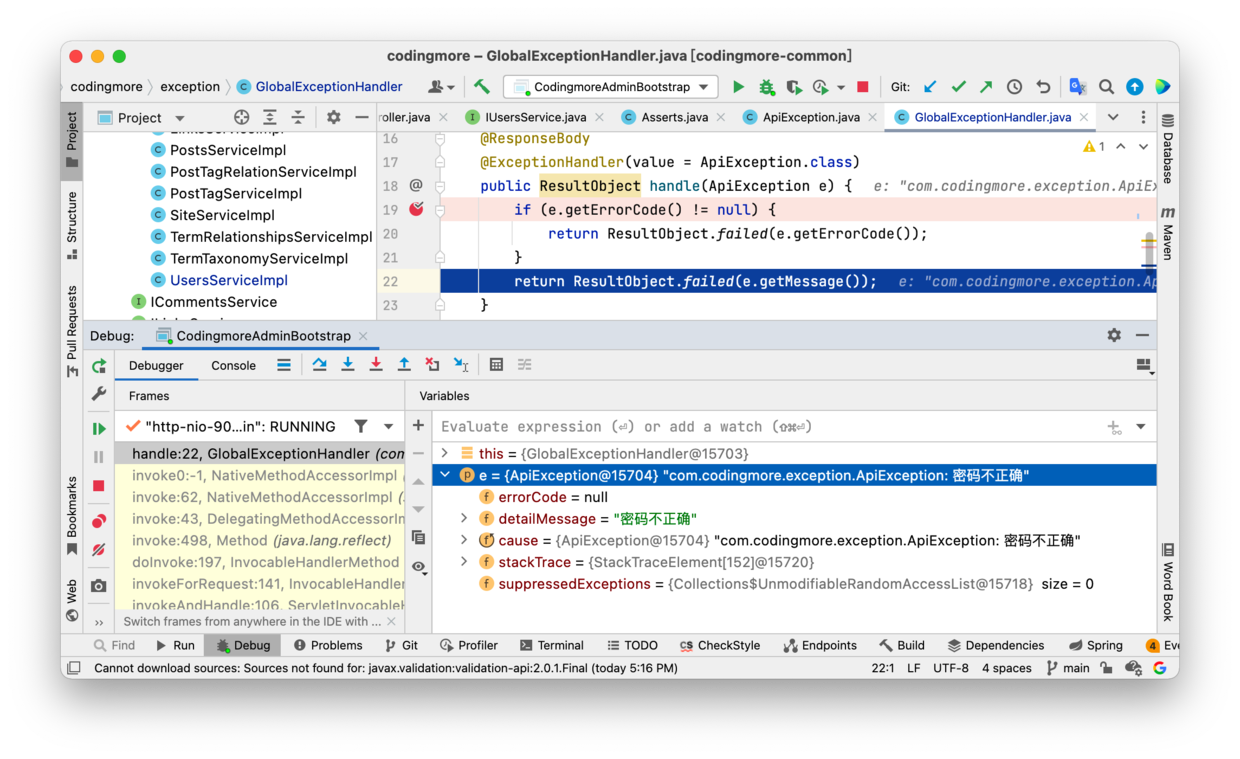 codingmore – GlobalExceptionHandler.java [codingmore-common]
codingmore exception GlobalExceptionHandler CodingmoreAdminBootstrap Git:
Project roller.java IUsersService.java Asserts.java ApiException.java GlobalExceptionHandler.java
Project
Structure
Pull Requests
Bookmarks
Web
LinksServiceImpl
PostsServiceImpl
PostTagRelationServiceImpl
PostTagServiceImpl
SiteServiceImpl
TermRelationshipsServiceImpl
TermTaxonomyServiceImpl
UsersServiceImpl
ICommentsService
16 @ResponseBody
17 @ExceptionHandler(value = ApiException.class)
1
18 @ public ResultObject handle(ApiException e) { e: "com.codingmore.exception.ApiEx
19 if (e.getErrorCode() != null) {
20 return ResultObject.failed(e.getErrorCode());
21 }
22 return ResultObject.failed(e.getMessage()); e: "com.codingmore.exception.Ap
23 }
Database
m Maven
Word Book
Debug: CodingmoreAdminBootstrap
Debugger Console
Frames
"http-nio-90...in": RUNNING
handle:22, GlobalExceptionHandler (com
invoke0:-1, NativeMethodAccessorImpl (
invoke:62, NativeMethodAccessorImpl (
invoke:43, DelegatingMethodAccessorIn
invoke:498, Method (java.lang.reflect)
doInvoke:197, InvocableHandlerMethod
invokeForRequest:141, InvocableHandler
invokeAndHandle:106, ServletInvocableH
Switch frames from anywhere in the IDE with ...
Variables
Evaluate expression (⏎) or add a watch (⇧⌘⏎)
this = {GlobalExceptionHandler@15703}
p e = {ApiException@15704} "com.codingmore.exception.ApiException: 密码不正确"
f errorCode = null
f detailMessage = "密码不正确"
f cause = {ApiException@15704} "com.codingmore.exception.ApiException: 密码不正确"
f stackTrace = {StackTraceElement[152]@15720}
f suppressedExceptions = {Collections$UnmodifiableRandomAccessList@15718} size = 0
Find Run Debug Problems Git Profiler Terminal TODO CS CheckStyle Endpoints Build Dependencies Spring 4 Eve
Cannot download sources: Sources not found for: javax.validation:validation-api:2.0.1.Final (today 5:16 PM) 22:1 LF UTF-8 4 spaces main